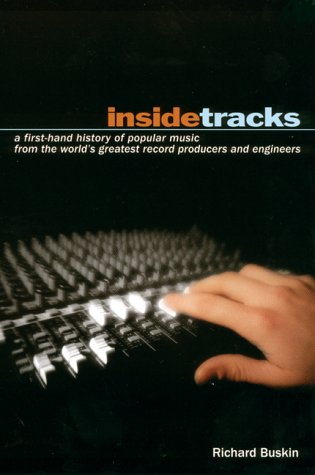 insidetracks
a first-hand history of popular music
from the world's greatest record producers and engineers
Richard Buskin